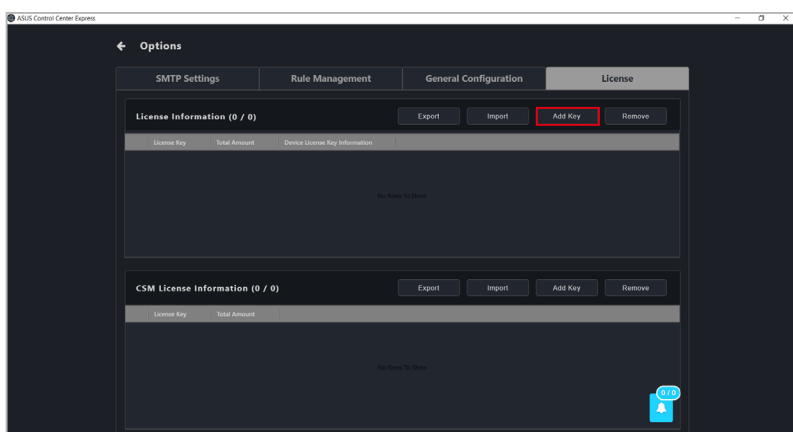 ASUS Control Center Express
Options
SMTP Settings Rule Management General Configuration License
License Information (0 / 0) Export Import Add Key Remove
License Key Total Amount Device License Key Information
No Rows To Show
CSM License Information (0 / 0) Export Import Add Key Remove
License Key Total Amount
No Rows To Show
0/0